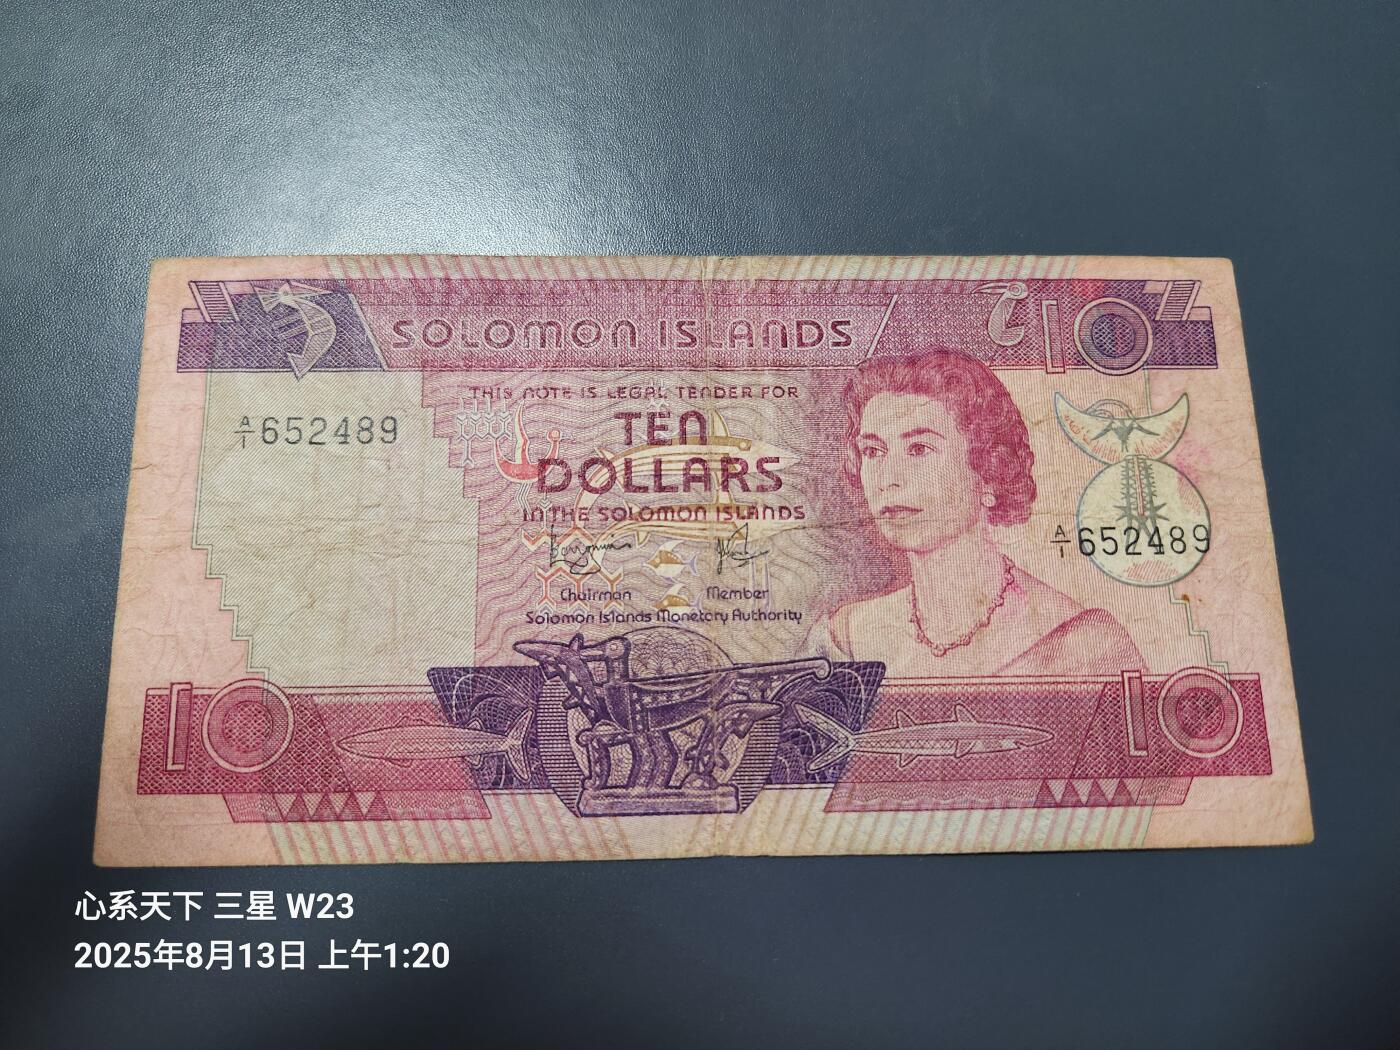 SOLOMON ISLANDS
10
THIS NOTE IS LEGAL TENDER FOR
TEN
DOLLARS
IN THE SOLOMON ISLANDS
A/1 652489
A/1 652489
Chairman Member
Solomon Islands Monetary Authority
10 10
心系天下 三星 W23
2025年8月13日 上午1:20